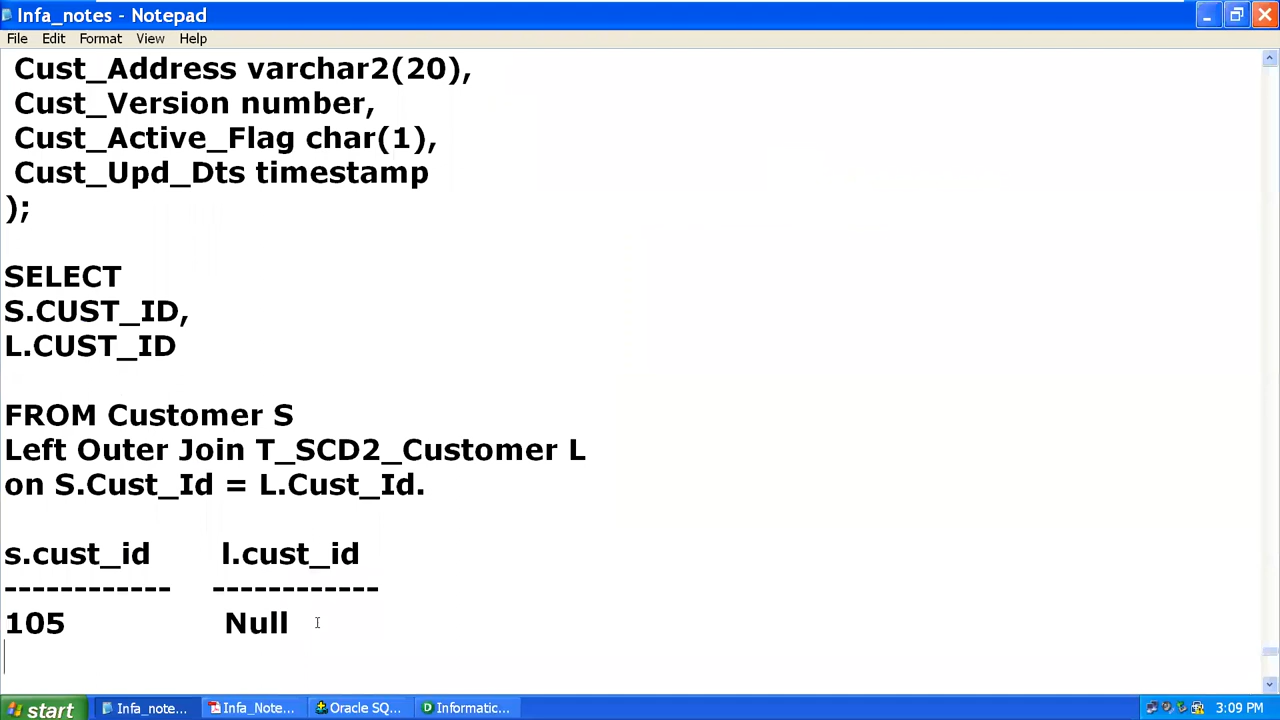 Infa_notes - Notepad
File Edit Format View Help
Cust_Address varchar2(20),
Cust_Version number,
Cust_Active_Flag char(1),
Cust_Upd_Dts timestamp
);
SELECT
S.CUST_ID,
L.CUST_ID
FROM Customer S
Left Outer Join T_SCD2_Customer L
on S.Cust_Id = L.Cust_Id.
s.cust_id l.cust_id
------------ ------------
105 Null
start Infa_note... Infa_Note... Oracle SQ... Informatic... 3:09 PM